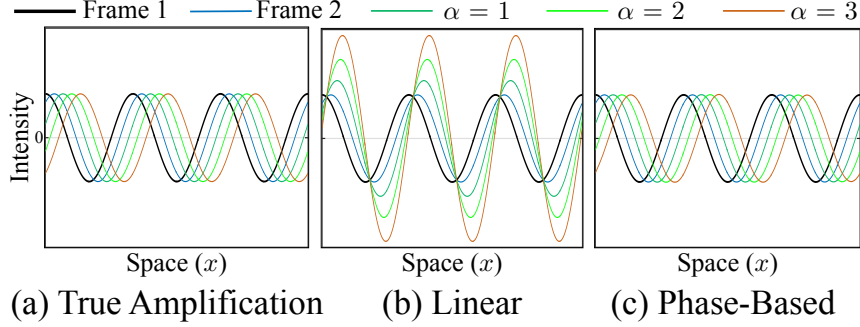 Frame 1 Frame 2 α = 1 α = 2 α = 3
Intensity
0
Space (x) Space (x) Space (x)
(a) True Amplification (b) Linear (c) Phase-Based